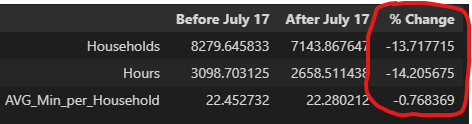 Before July 17 After July 17 % Change
Households 8279.645833 7143.867647 -13.717715
Hours 3098.703125 2658.511438 -14.205675
AVG_Min_per_Household 22.452732 22.280212 -0.768369